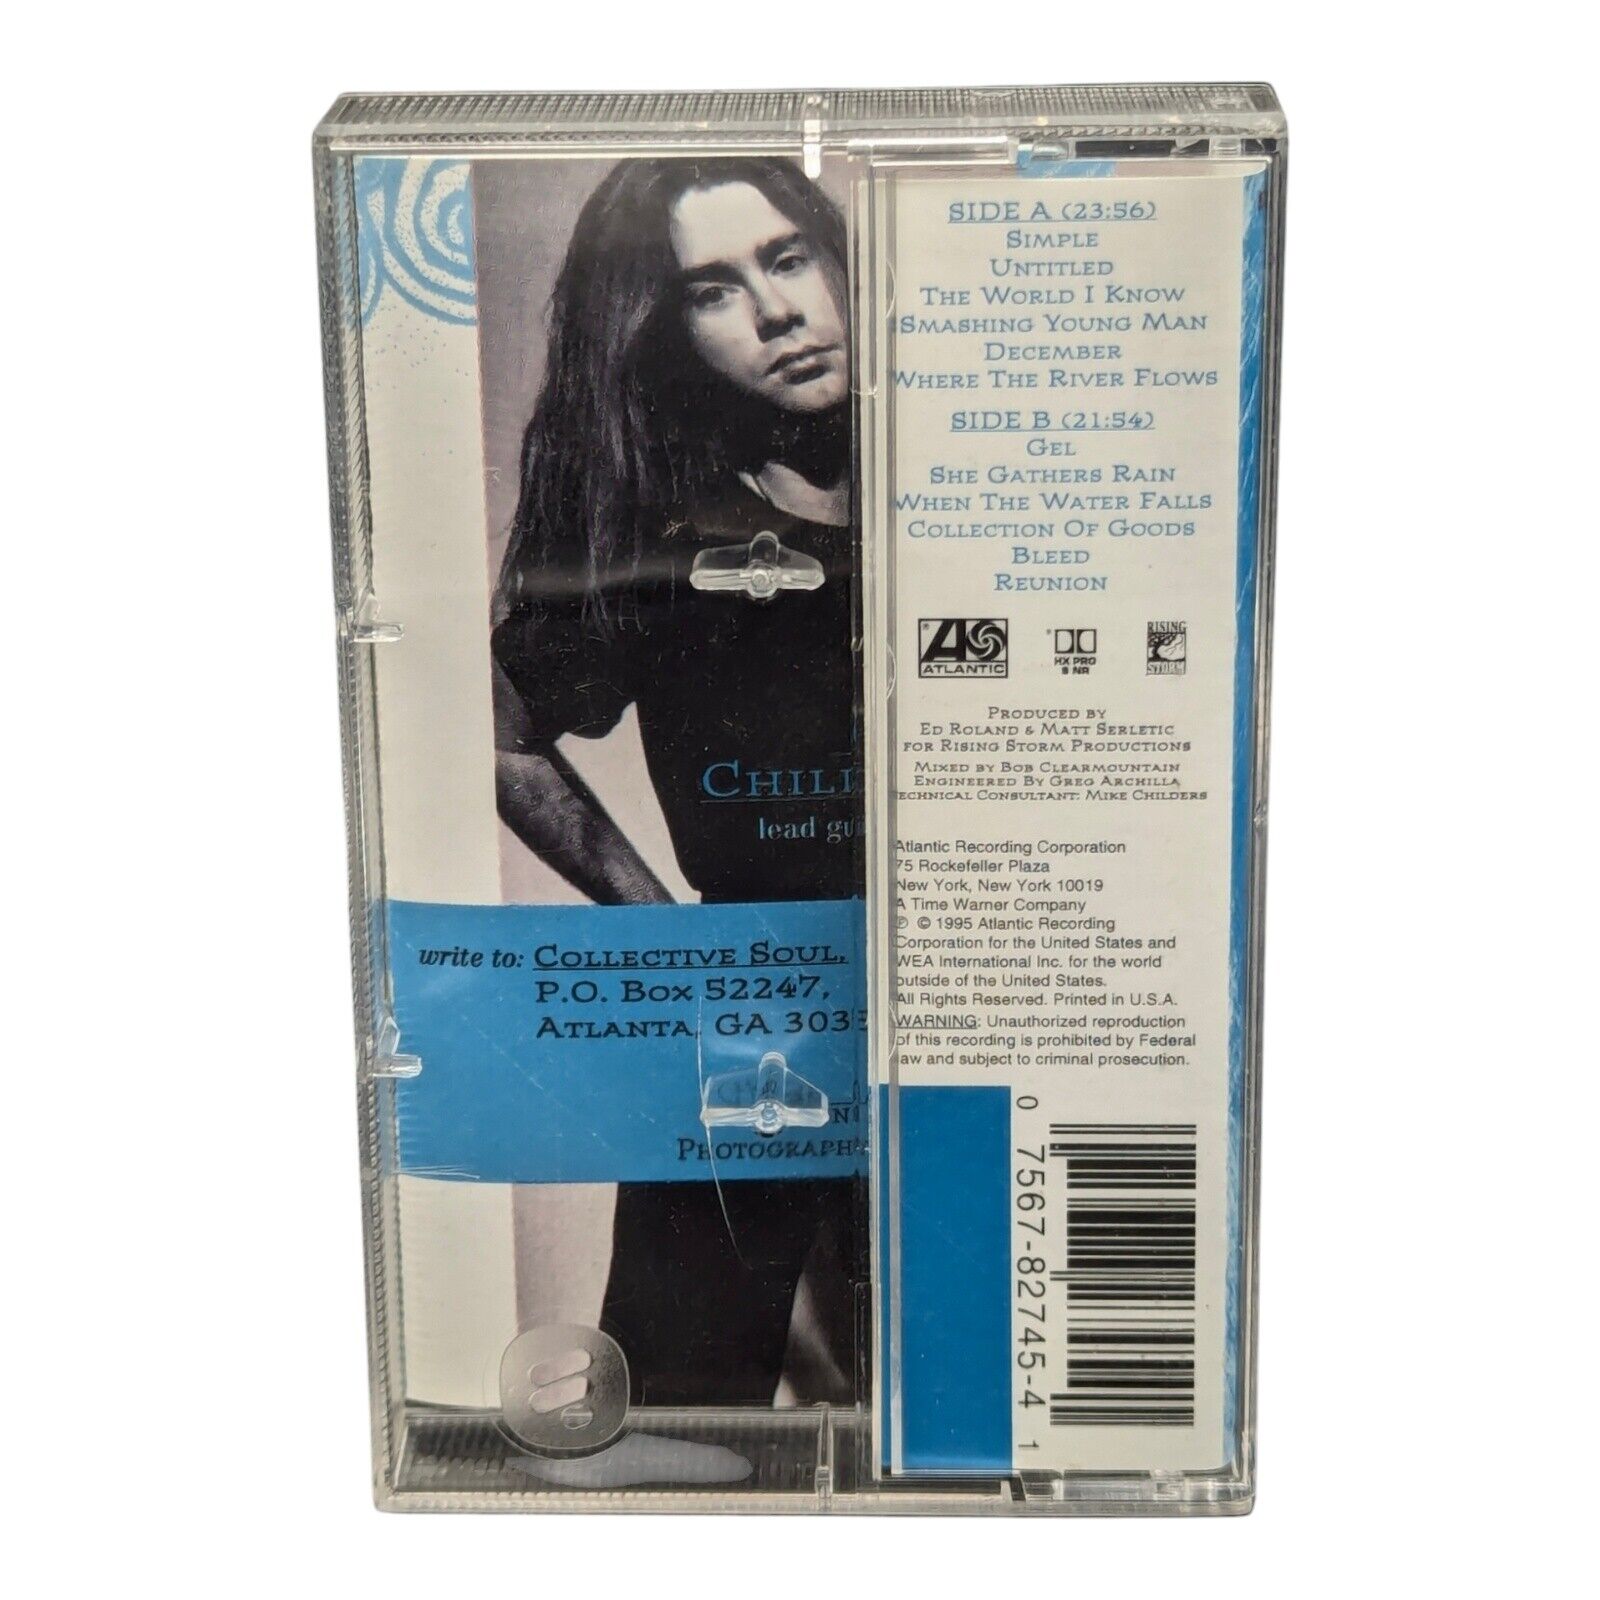 CHILI
lead gui
write to: COLLECTIVE SOUL,
P.O. BOX 52247,
ATLANTA, GA 303
PHOTOGRAPH
SIDE A (23:56)
SIMPLE
UNTITLED
THE WORLD I KNOW
SMASHING YOUNG MAN
DECEMBER
WHERE THE RIVER FLOWS
SIDE B (21:54)
GEL
SHE GATHERS RAIN
WHEN THE WATER FALLS
COLLECTION OF GOODS
BLEED
REUNION
ATLANTIC
HX PRO
B NR
RISING
STORM
PRODUCED BY
ED ROLAND & MATT SERLETIC
FOR RISING STORM PRODUCTIONS
MIXED BY BOB CLEARMOUNTAIN
ENGINEERED BY GREG ARCHILLA
ECHNICAL CONSULTANT: MIKE CHILDERS
Atlantic Recording Corporation
75 Rockefeller Plaza
New York, New York 10019
A Time Warner Company
℗ © 1995 Atlantic Recording
Corporation for the United States and
WEA International Inc. for the world
outside of the United States.
All Rights Reserved. Printed in U.S.A.
WARNING: Unauthorized reproduction
of this recording is prohibited by Federal
law and subject to criminal prosecution.
0 7567-82745-4 1